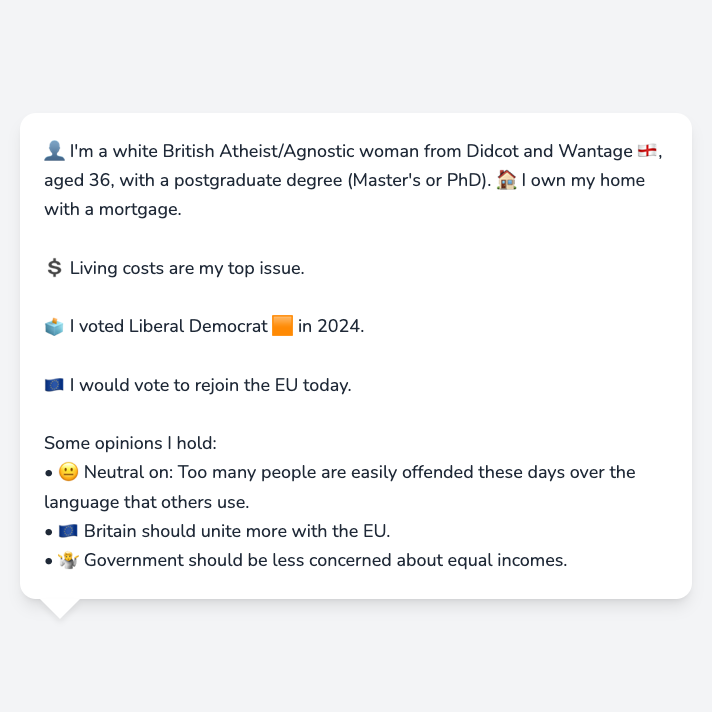 👤 I'm a white British Atheist/Agnostic woman from Didcot and Wantage 🏴󠁧󠁢󠁥󠁮󠁧󠁿,
aged 36, with a postgraduate degree (Master's or PhD). 🏠 I own my home
with a mortgage.
💲 Living costs are my top issue.
🗳️ I voted Liberal Democrat 🟧 in 2024.
🇪🇺 I would vote to rejoin the EU today.
Some opinions I hold:
• 😐 Neutral on: Too many people are easily offended these days over the
language that others use.
• 🇪🇺 Britain should unite more with the EU.
• 🤷‍♀️ Government should be less concerned about equal incomes.